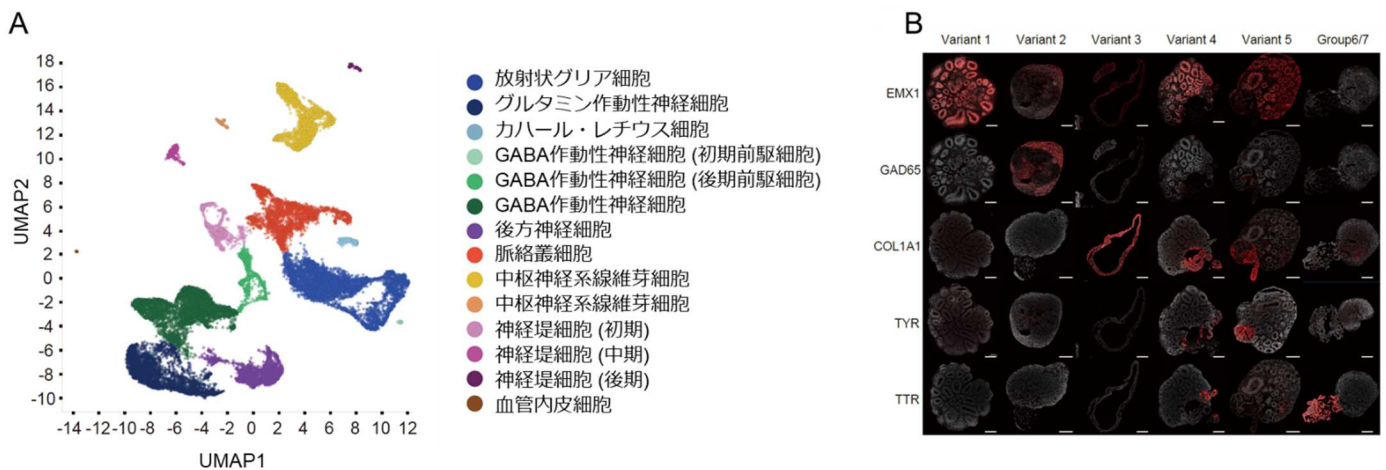 A
18
16
14
12
10
8
6
4
2
0
-2
-4
-6
-8
-10
UMAP2
-14 -12 -10 -8 -6 -4 -2 0 2 4 6 8 10 12
UMAP1
放射状グリア細胞
グルタミン作動性神経細胞
カハール・レチウス細胞
GABA作動性神経細胞 (初期前駆細胞)
GABA作動性神経細胞 (後期前駆細胞)
GABA作動性神経細胞
後方神経細胞
脈絡叢細胞
中枢神経系線維芽細胞
中枢神経系線維芽細胞
神経堤細胞 (初期)
神経堤細胞 (中期)
神経堤細胞 (後期)
血管内皮細胞
B
Variant 1 Variant 2 Variant 3 Variant 4 Variant 5 Group6/7
EMX1
GAD65
COL1A1
TYR
TTR